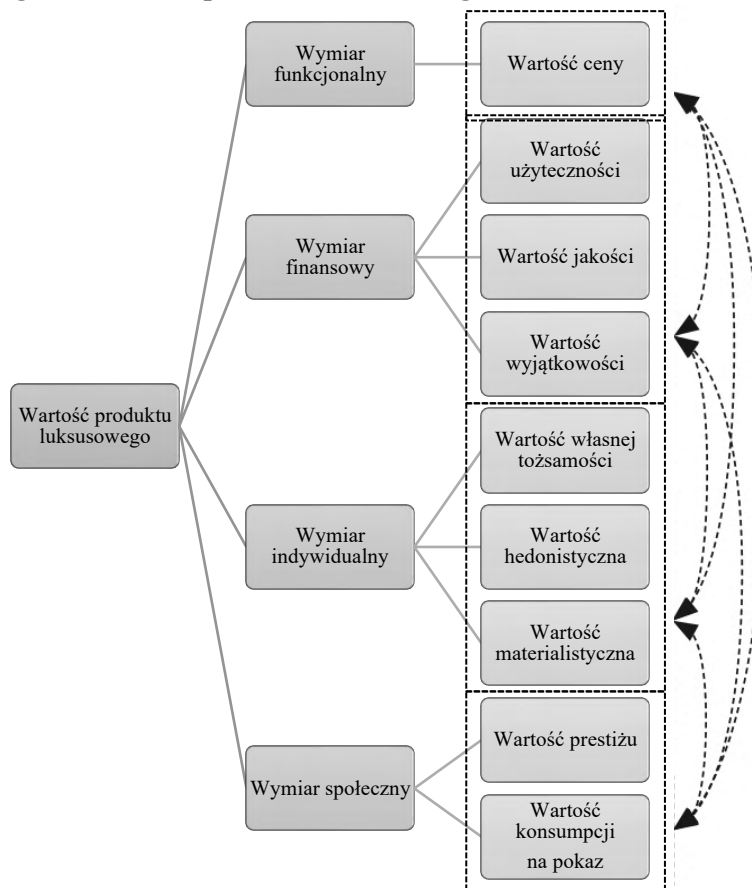 Wymiar
funkcjonalny
Wartość ceny
Wartość
użyteczności
Wymiar
finansowy
Wartość jakości
Wartość
wyjątkowości
Wartość produktu
luksusowego
Wartość własnej
tożsamości
Wymiar
indywidualny
Wartość
hedonistyczna
Wartość
materialistyczna
Wartość prestiżu
Wymiar społeczny
Wartość
konsumpcji
na pokaz